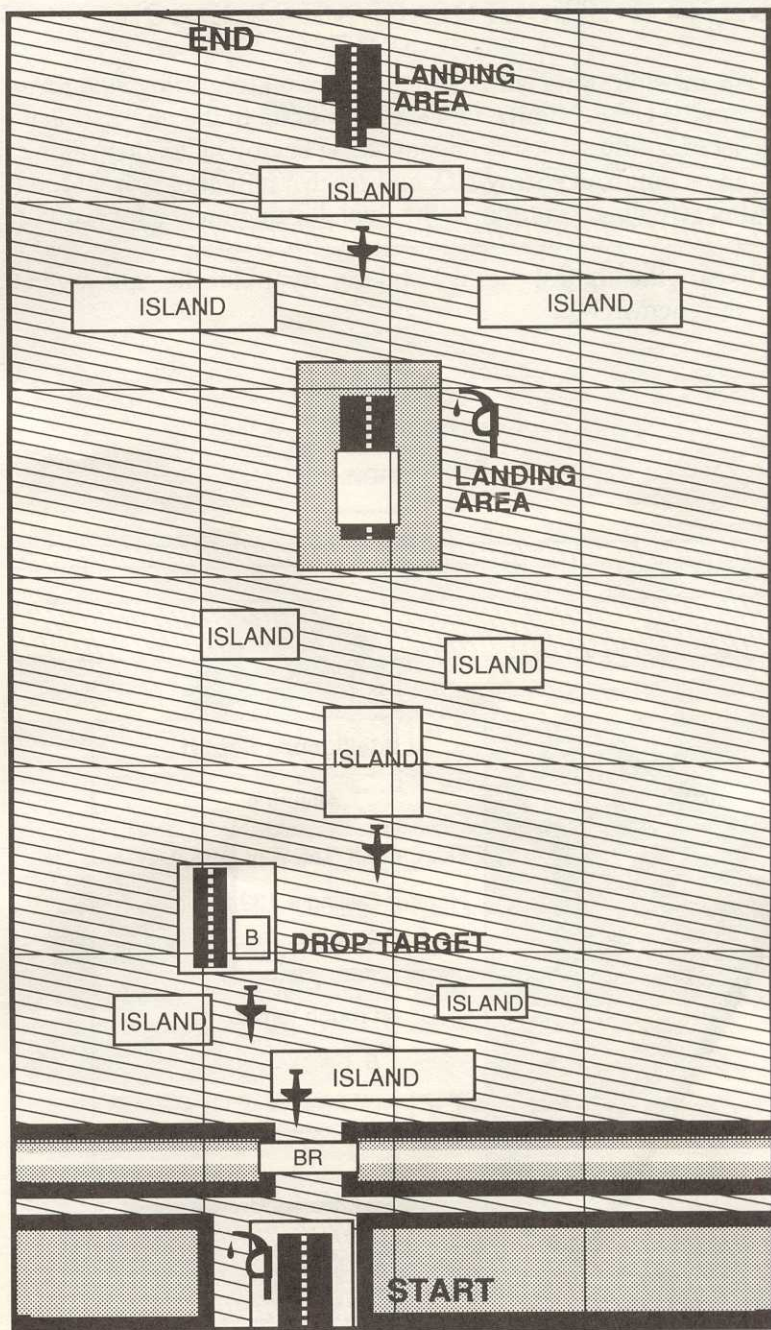 END
LANDING
AREA
ISLAND
ISLAND
ISLAND
LANDING
AREA
ISLAND
ISLAND
ISLAND
B
DROP TARGET
ISLAND
ISLAND
ISLAND
BR
START